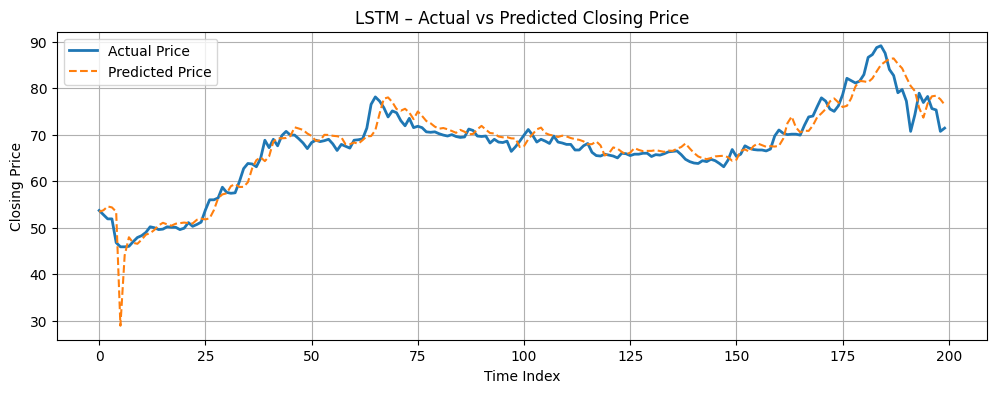 LSTM – Actual vs Predicted Closing Price
Actual Price
Predicted Price
Closing Price
90
80
70
60
50
40
30
0 25 50 75 100 125 150 175 200
Time Index